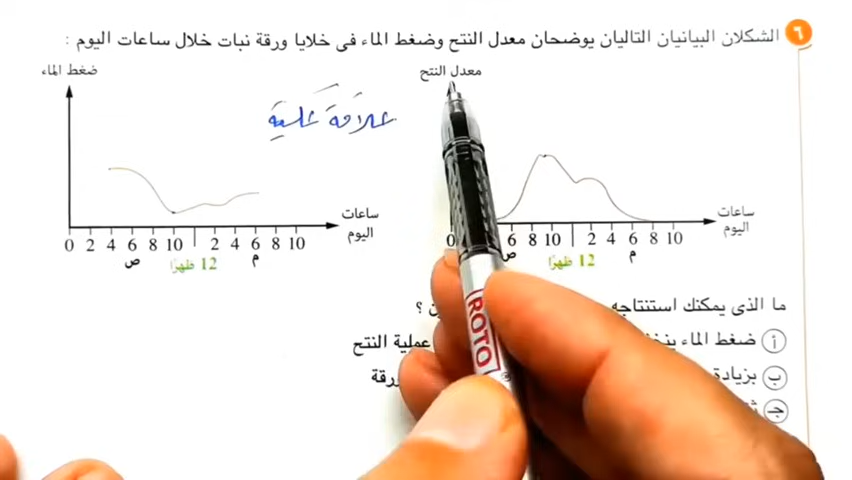 ٦ الشكلان البيانيان التاليان يوضحان معدل النتح وضغط الماء فى خلايا ورقة نبات خلال ساعات اليوم :
معدل النتح
ضغط الماء
علاقة عكسية
ساعات اليوم
0 6 8 10 2 4 6 8 10
ص 12 ظهرًا م
ساعات اليوم
0 2 4 6 8 10 2 4 6 8 10
ص 12 ظهرًا م
ما الذى يمكنك استنتاجه ؟
أ ضغط الماء عملية النتح
ب بزيادة ورقة
جـ
ROTO